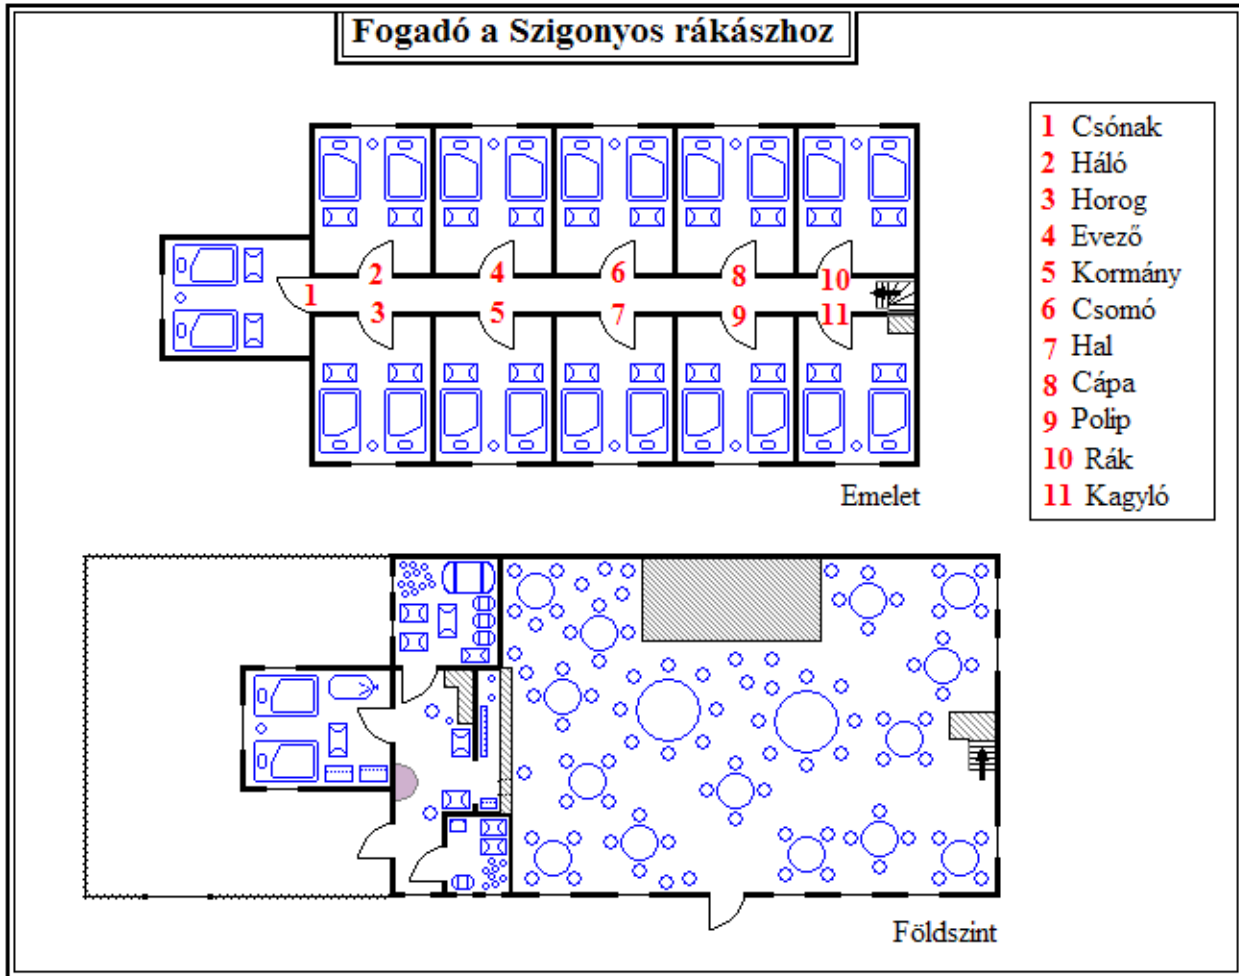 Fogadó a Szigonyos rákászhoz
1 Csónak
2 Háló
3 Horog
4 Evező
5 Kormány
6 Csomó
7 Hal
8 Cápa
9 Polip
10 Rák
11 Kagyló
2 4 6 8 10
1
3 5 7 9 11
Emelet
Földszint